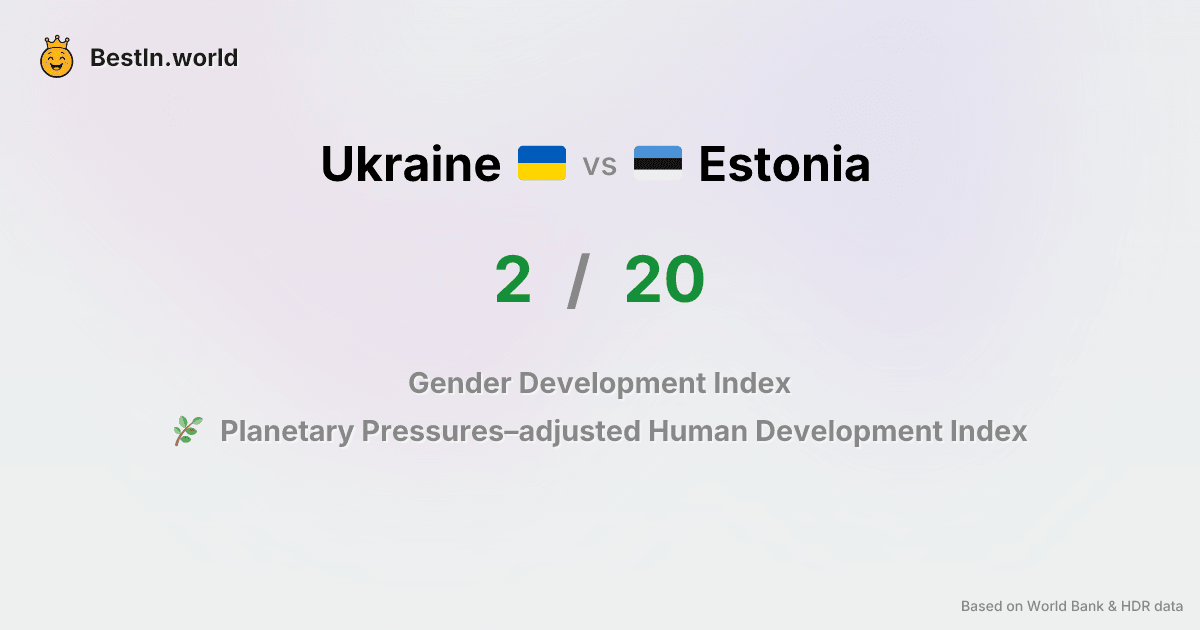 BestIn.world
Ukraine vs Estonia
2 / 20
Gender Development Index
Planetary Pressures–adjusted Human Development Index
Based on World Bank & HDR data